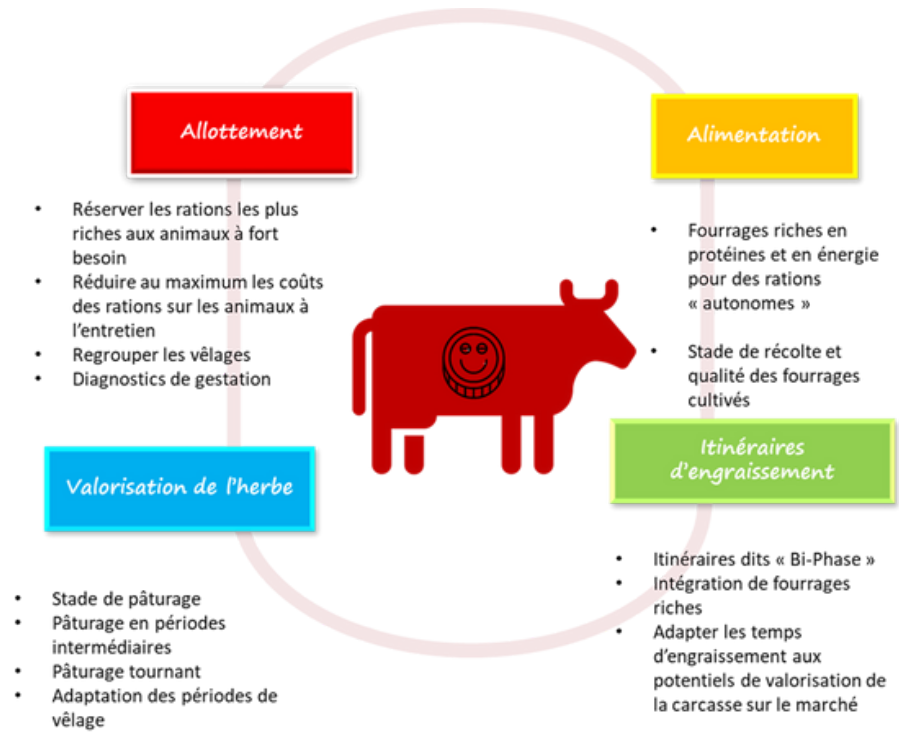 Allottement
• Réserver les rations les plus
riches aux animaux à fort
besoin
• Réduire au maximum les coûts
des rations sur les animaux à
l'entretien
• Regrouper les vêlages
• Diagnostics de gestation
Alimentation
• Fourrages riches en
protéines et en énergie
pour des rations
« autonomes »
• Stade de récolte et
qualité des fourrages
cultivés
Valorisation de l'herbe
• Stade de pâturage
• Pâturage en périodes
intermédiaires
• Pâturage tournant
• Adaptation des périodes de
vêlage
Itinéraires
d'engraissement
• Itinéraires dits « Bi-Phase »
• Intégration de fourrages
riches
• Adapter les temps
d'engraissement aux
potentiels de valorisation de
la carcasse sur le marché